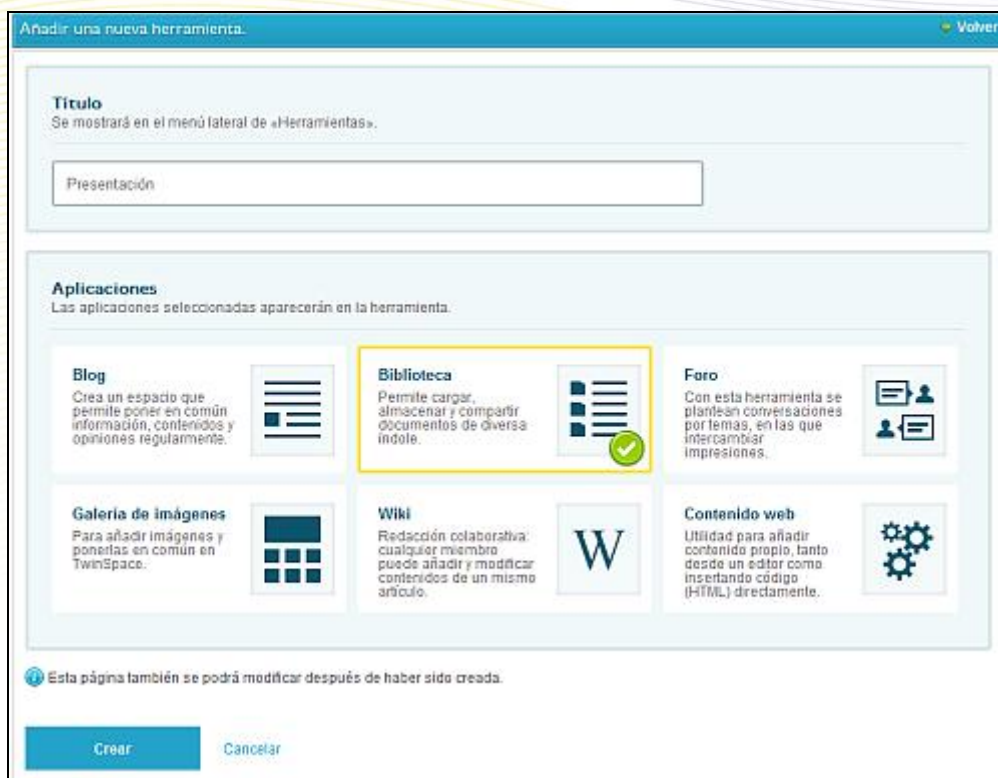 Añadir una nueva herramienta.
Volver
Título
Se mostrará en el menú lateral de «Herramientas».
Presentación
Aplicaciones
Las aplicaciones seleccionadas aparecerán en la herramienta.
Blog
Crea un espacio que
permite poner en común
información, contenidos y
opiniones regularmente.
Biblioteca
Permite cargar,
almacenar y compartir
documentos de diversa
índole.
Foro
Con esta herramienta se
plantean conversaciones
por temas, en las que
intercambiar
impresiones.
Galería de imágenes
Para añadir imágenes y
ponerlas en común en
TwinSpace.
Wiki
Redacción colaborativa:
cualquier miembro
puede añadir y modificar
contenidos de un mismo
artículo.
W
Contenido web
Utilidad para añadir
contenido propio, tanto
desde un editor como
insertando código
(HTML) directamente.
Esta página también se podrá modificar después de haber sido creada.
Crear
Cancelar